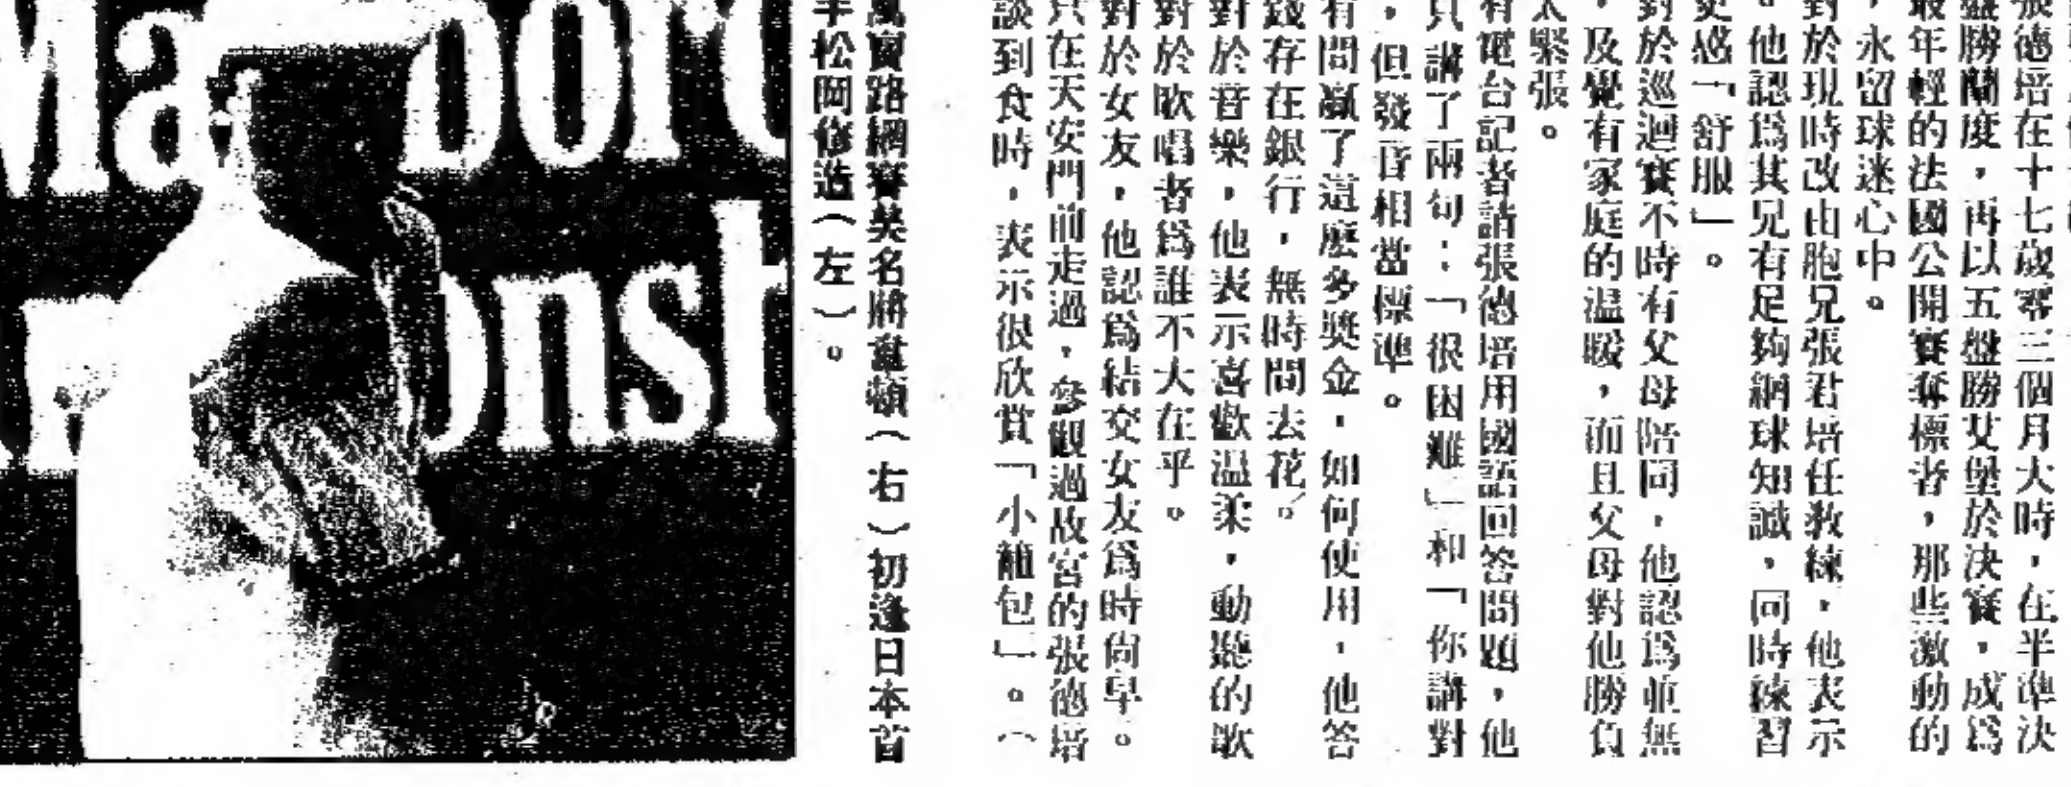 張德培在十七歲零三個月大時，在半準決
盤勝蘭度，再以五盤勝艾堡於決賽，成爲
最年輕的法國公開賽奪標者，那些激動的
，永留球迷心中。
對於現時改由胞兄張君培任教練，他表示
。他認爲其兄有足夠網球知識，同時練習
更感「舒服」。
對於巡迴賽不時有父母陪同，他認爲並無
，及覺有家庭的温暖，而且父母對他勝負
太緊張。
有電台記者請張德培用國語回答問題，他
只講了兩句：「很困難」和「你講對
，但發音相當標準。
有問贏了這麼多獎金，如何使用，他答
錢存在銀行，無時間去花。
對於音樂，他表示喜歡温柔，動聽的歌
對於歌唱者爲誰不大在乎。
對於女友，他認爲結交女友爲時尚早。
只在天安門前走過，參觀過故宮的張德培
談到食時，表示很欣賞「小籠包」。（
萬寶路網賽美名將韋頓（右）初逢日本首
手松岡修造（左）。
Ma
boro
onsh